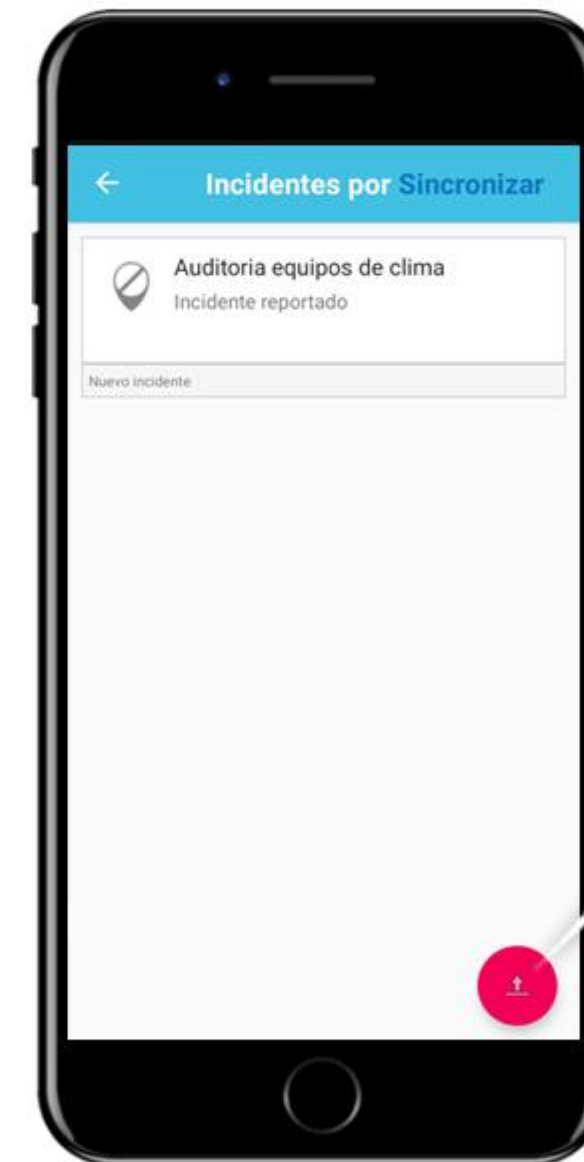 Incidentes por Sincronizar
Auditoria equipos de clima
Incidente reportado
Nuevo incidente